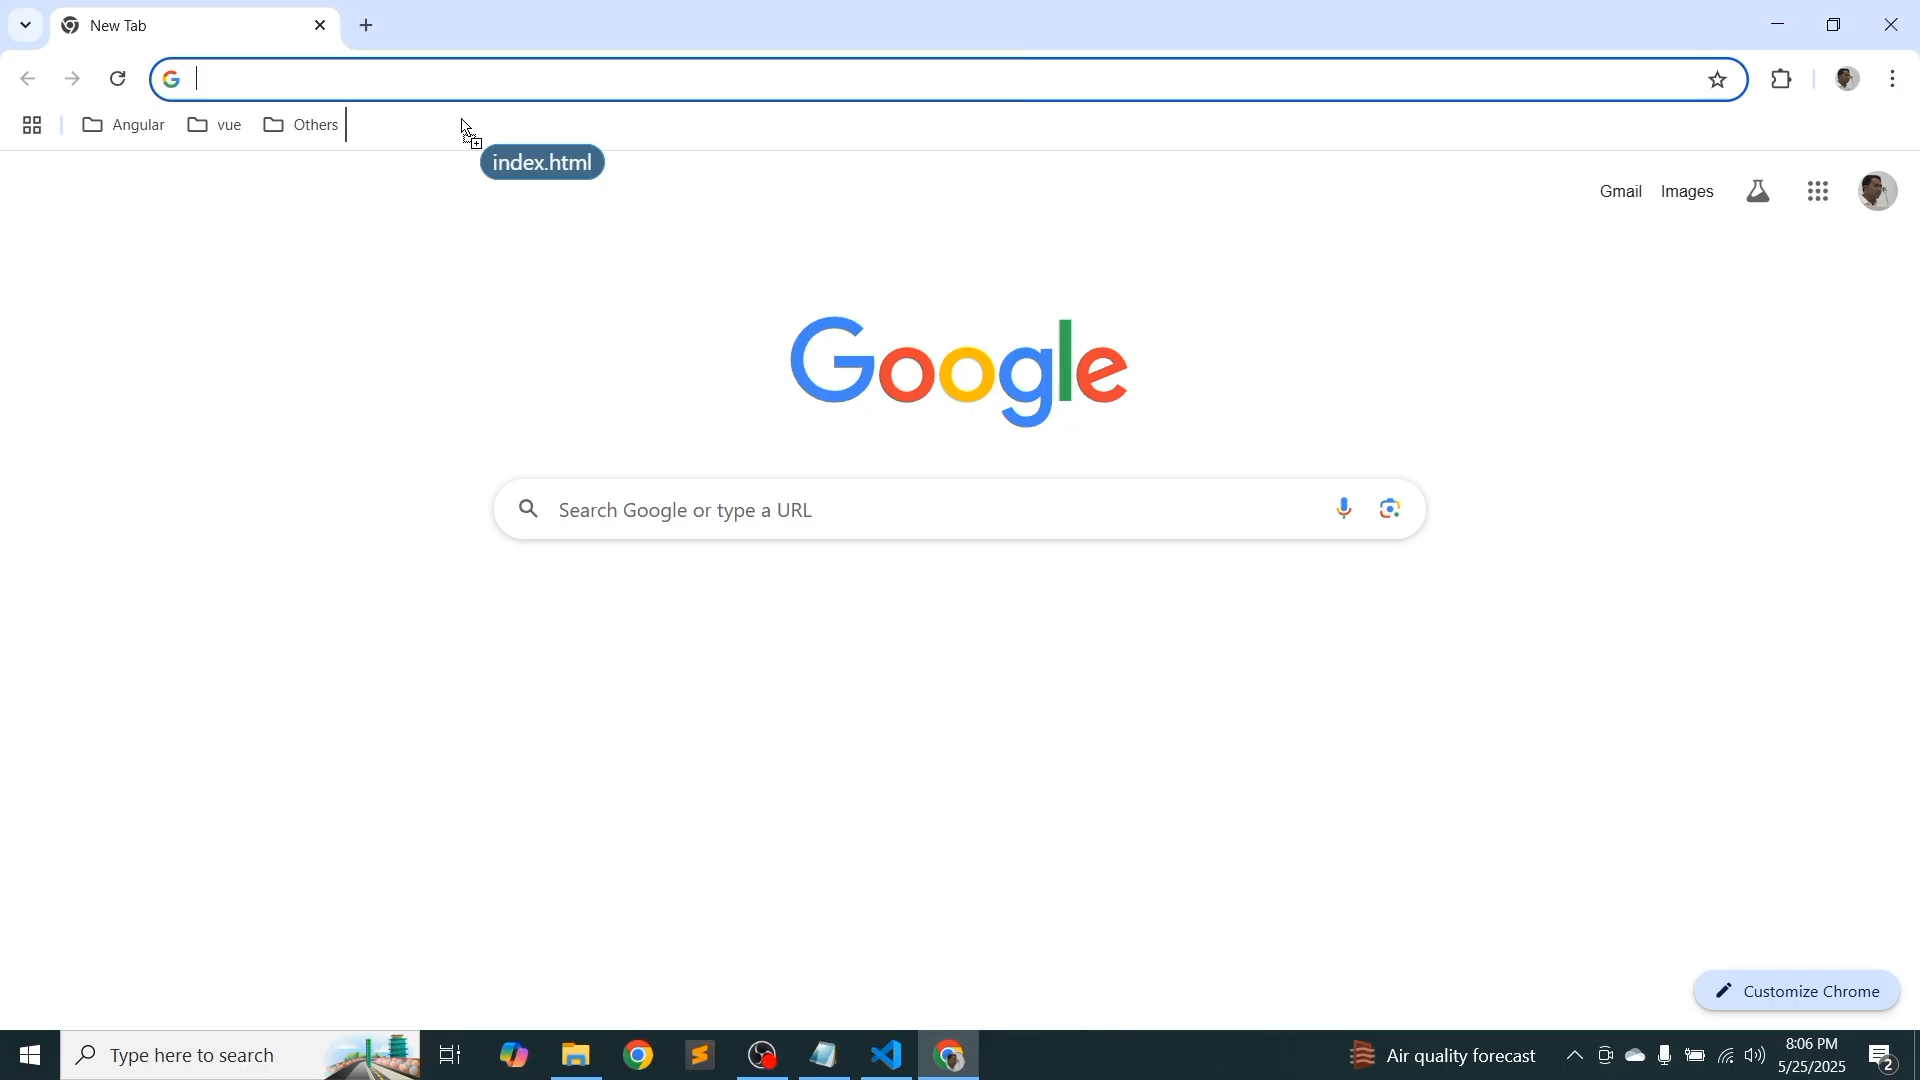 New Tab
Angular
vue
Others
index.html
Gmail
Images
Google
Search Google or type a URL
Customize Chrome
Type here to search
Air quality forecast
8:06 PM
5/25/2025
2